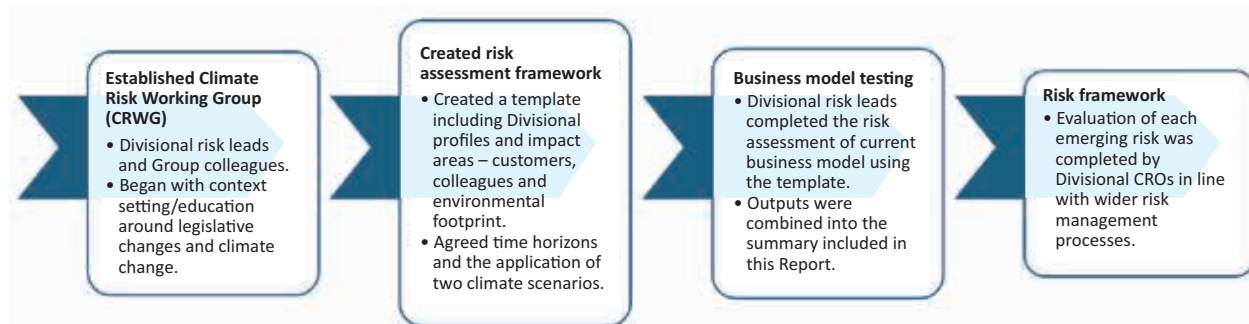 Established Climate
Risk Working Group
(CRWG)
• Divisional risk leads
and Group colleagues.
• Began with context
setting/education
around legislative
changes and climate
change.
Created risk
assessment framework
• Created a template
including Divisional
profiles and impact
areas – customers,
colleagues and
environmental
footprint.
• Agreed time horizons
and the application of
two climate scenarios.
Business model testing
• Divisional risk leads
completed the risk
assessment of current
business model using
the template.
• Outputs were
combined into the
summary included in
this Report.
Risk framework
• Evaluation of each
emerging risk was
completed by
Divisional CROs in line
with wider risk
management
processes.